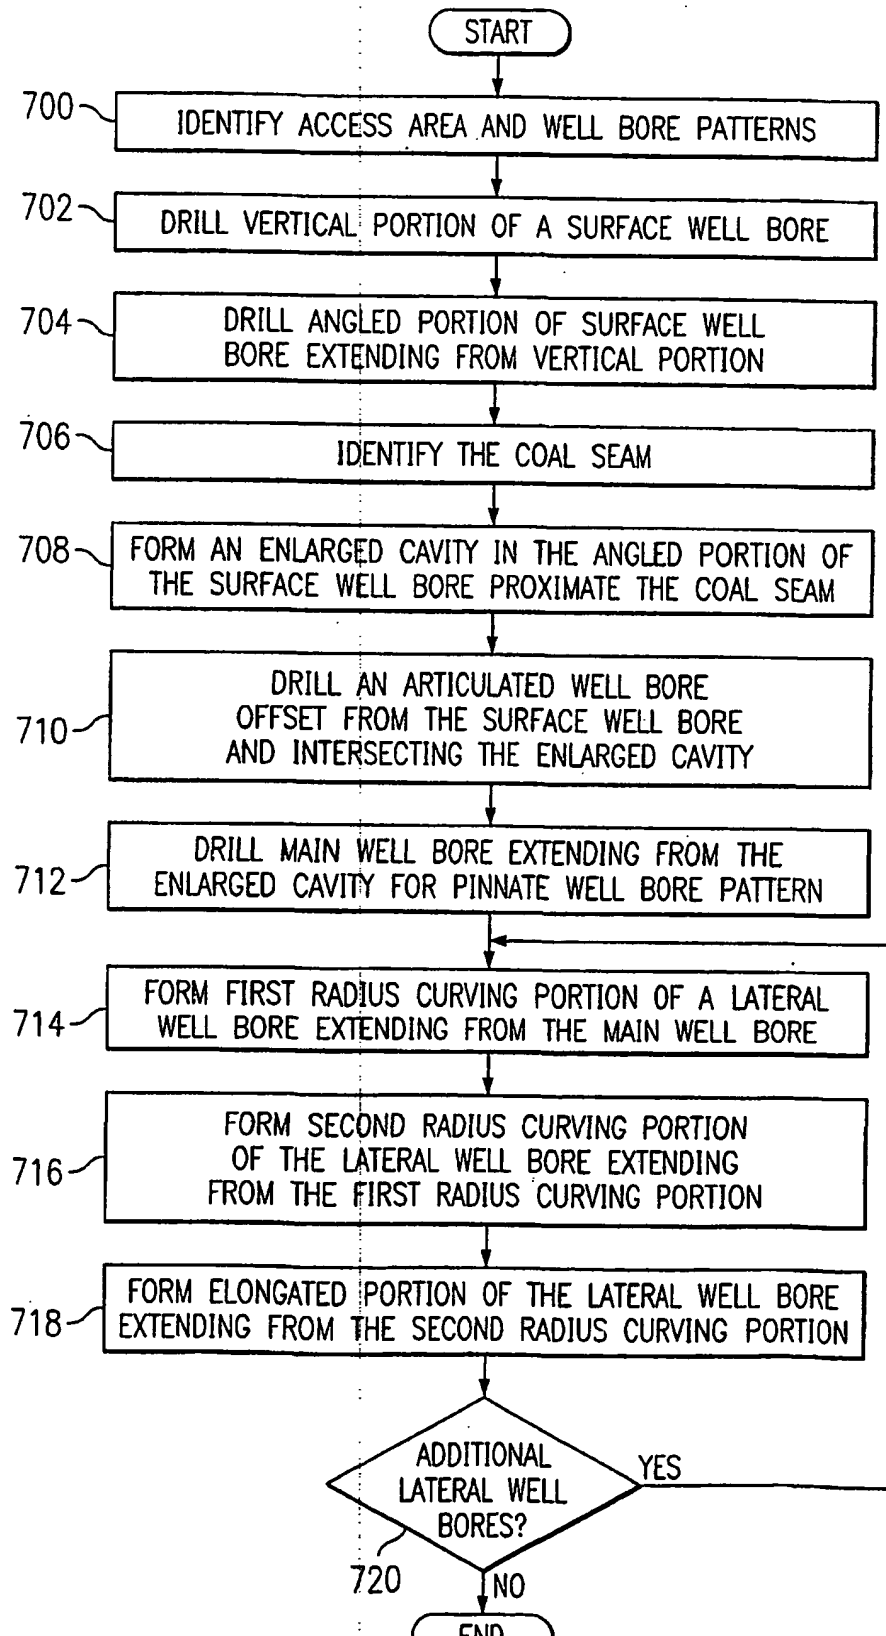 START
700
IDENTIFY ACCESS AREA AND WELL BORE PATTERNS
702
DRILL VERTICAL PORTION OF A SURFACE WELL BORE
704
DRILL ANGLED PORTION OF SURFACE WELL
BORE EXTENDING FROM VERTICAL PORTION
706
IDENTIFY THE COAL SEAM
708
FORM AN ENLARGED CAVITY IN THE ANGLED PORTION OF
THE SURFACE WELL BORE PROXIMATE THE COAL SEAM
710
DRILL AN ARTICULATED WELL BORE
OFFSET FROM THE SURFACE WELL BORE
AND INTERSECTING THE ENLARGED CAVITY
712
DRILL MAIN WELL BORE EXTENDING FROM THE
ENLARGED CAVITY FOR PINNATE WELL BORE PATTERN
714
FORM FIRST RADIUS CURVING PORTION OF A LATERAL
WELL BORE EXTENDING FROM THE MAIN WELL BORE
716
FORM SECOND RADIUS CURVING PORTION
OF THE LATERAL WELL BORE EXTENDING
FROM THE FIRST RADIUS CURVING PORTION
718
FORM ELONGATED PORTION OF THE LATERAL WELL BORE
EXTENDING FROM THE SECOND RADIUS CURVING PORTION
ADDITIONAL
LATERAL WELL
BORES?
YES
720
NO
END